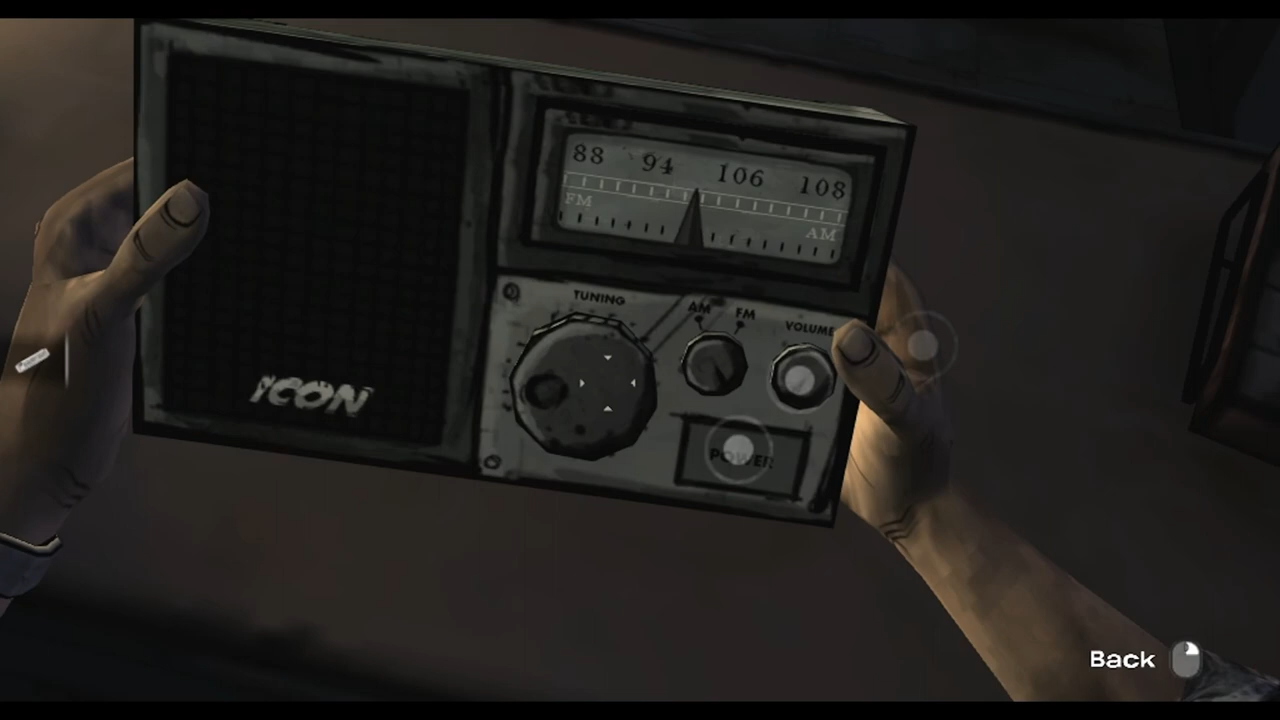 88 94 106 108
FM
AM
TUNING
AM FM
VOLUME
ICON
POWER
Back